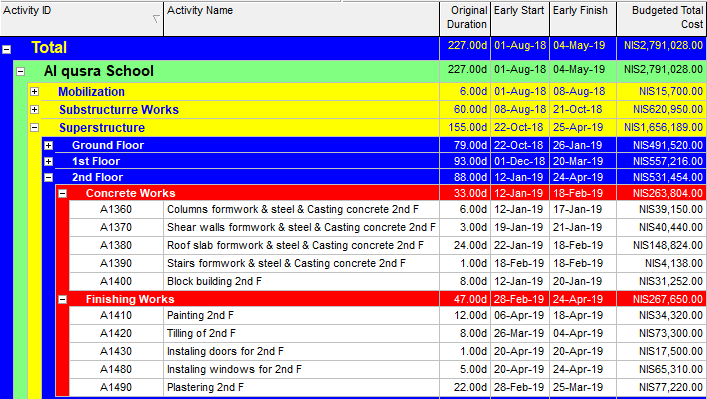 Activity ID Activity Name Original Duration Early Start Early Finish Budgeted Total Cost
Total 227.00d 01-Aug-18 04-May-19 NIS2,791,028.00
Al qusra School 227.00d 01-Aug-18 04-May-19 NIS2,791,028.00
Mobilization 6.00d 01-Aug-18 08-Aug-18 NIS15,700.00
Substructurre Works 60.00d 08-Aug-18 21-Oct-18 NIS620,950.00
Superstructure 155.00d 22-Oct-18 25-Apr-19 NIS1,656,189.00
Ground Floor 79.00d 22-Oct-18 26-Jan-19 NIS491,520.00
1st Floor 93.00d 01-Dec-18 20-Mar-19 NIS557,216.00
2nd Floor 88.00d 12-Jan-19 24-Apr-19 NIS531,454.00
Concrete Works 33.00d 12-Jan-19 18-Feb-19 NIS263,804.00
A1360 Columns formwork & steel & Casting concrete 2nd F 6.00d 12-Jan-19 17-Jan-19 NIS39,150.00
A1370 Shear walls formwork & steel & Casting concrete 2nd F 3.00d 19-Jan-19 21-Jan-19 NIS40,440.00
A1380 Roof slab formwork & steel & Casting concrete 2nd F 24.00d 22-Jan-19 18-Feb-19 NIS148,824.00
A1390 Stairs formwork & steel & Casting concrete 2nd F 1.00d 18-Feb-19 18-Feb-19 NIS4,138.00
A1400 Block building 2nd F 8.00d 12-Jan-19 20-Jan-19 NIS31,252.00
Finishing Works 47.00d 28-Feb-19 24-Apr-19 NIS267,650.00
A1410 Painting 2nd F 12.00d 06-Apr-19 18-Apr-19 NIS34,320.00
A1420 Tilling of 2nd F 8.00d 26-Mar-19 04-Apr-19 NIS73,300.00
A1430 Instaling doors for 2nd F 1.00d 20-Apr-19 20-Apr-19 NIS17,500.00
A1480 Instaling windows for 2nd F 5.00d 20-Apr-19 24-Apr-19 NIS65,310.00
A1490 Plastering 2nd F 22.00d 28-Feb-19 25-Mar-19 NIS77,220.00